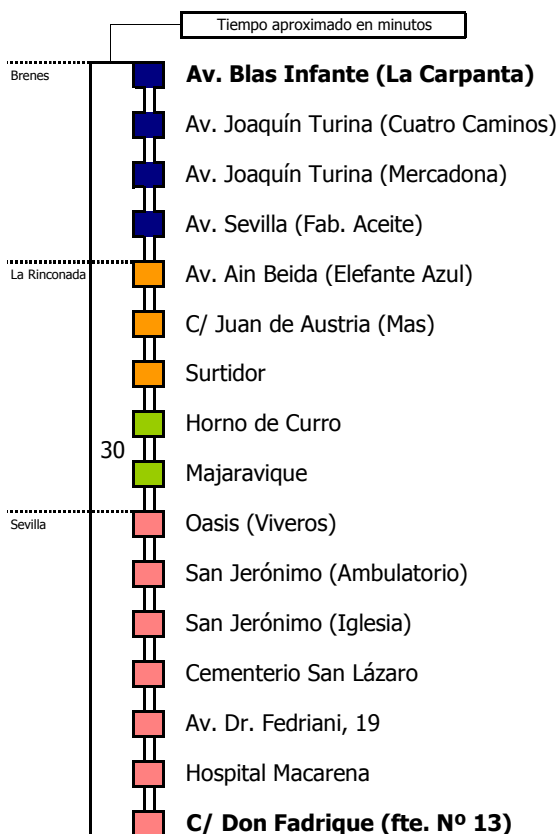 Tiempo aproximado en minutos
Brenes
Av. Blas Infante (La Carpanta)
Av. Joaquín Turina (Cuatro Caminos)
Av. Joaquín Turina (Mercadona)
Av. Sevilla (Fab. Aceite)
La Rinconada
Av. Ain Beida (Elefante Azul)
C/ Juan de Austria (Mas)
Surtidor
Horno de Curro
30
Majaravique
Sevilla
Oasis (Viveros)
San Jerónimo (Ambulatorio)
San Jerónimo (Iglesia)
Cementerio San Lázaro
Av. Dr. Fedriani, 19
Hospital Macarena
C/ Don Fadrique (fte. Nº 13)